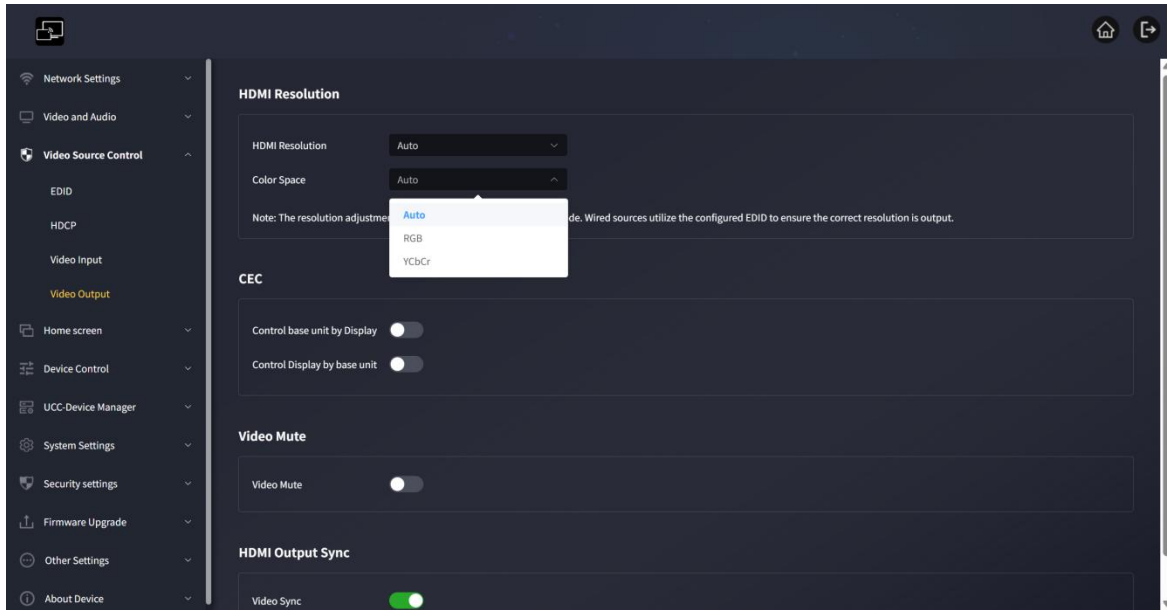 Network Settings
Video and Audio
Video Source Control
EDID
HDCP
Video Input
Video Output
Home screen
Device Control
UCC-Device Manager
System Settings
Security settings
Firmware Upgrade
Other Settings
About Device
HDMI Resolution
HDMI Resolution Auto
Color Space Auto
Auto
RGB
YCbCr
Note: The resolution adjustme de. Wired sources utilize the configured EDID to ensure the correct resolution is output.
CEC
Control base unit by Display
Control Display by base unit
Video Mute
Video Mute
HDMI Output Sync
Video Sync